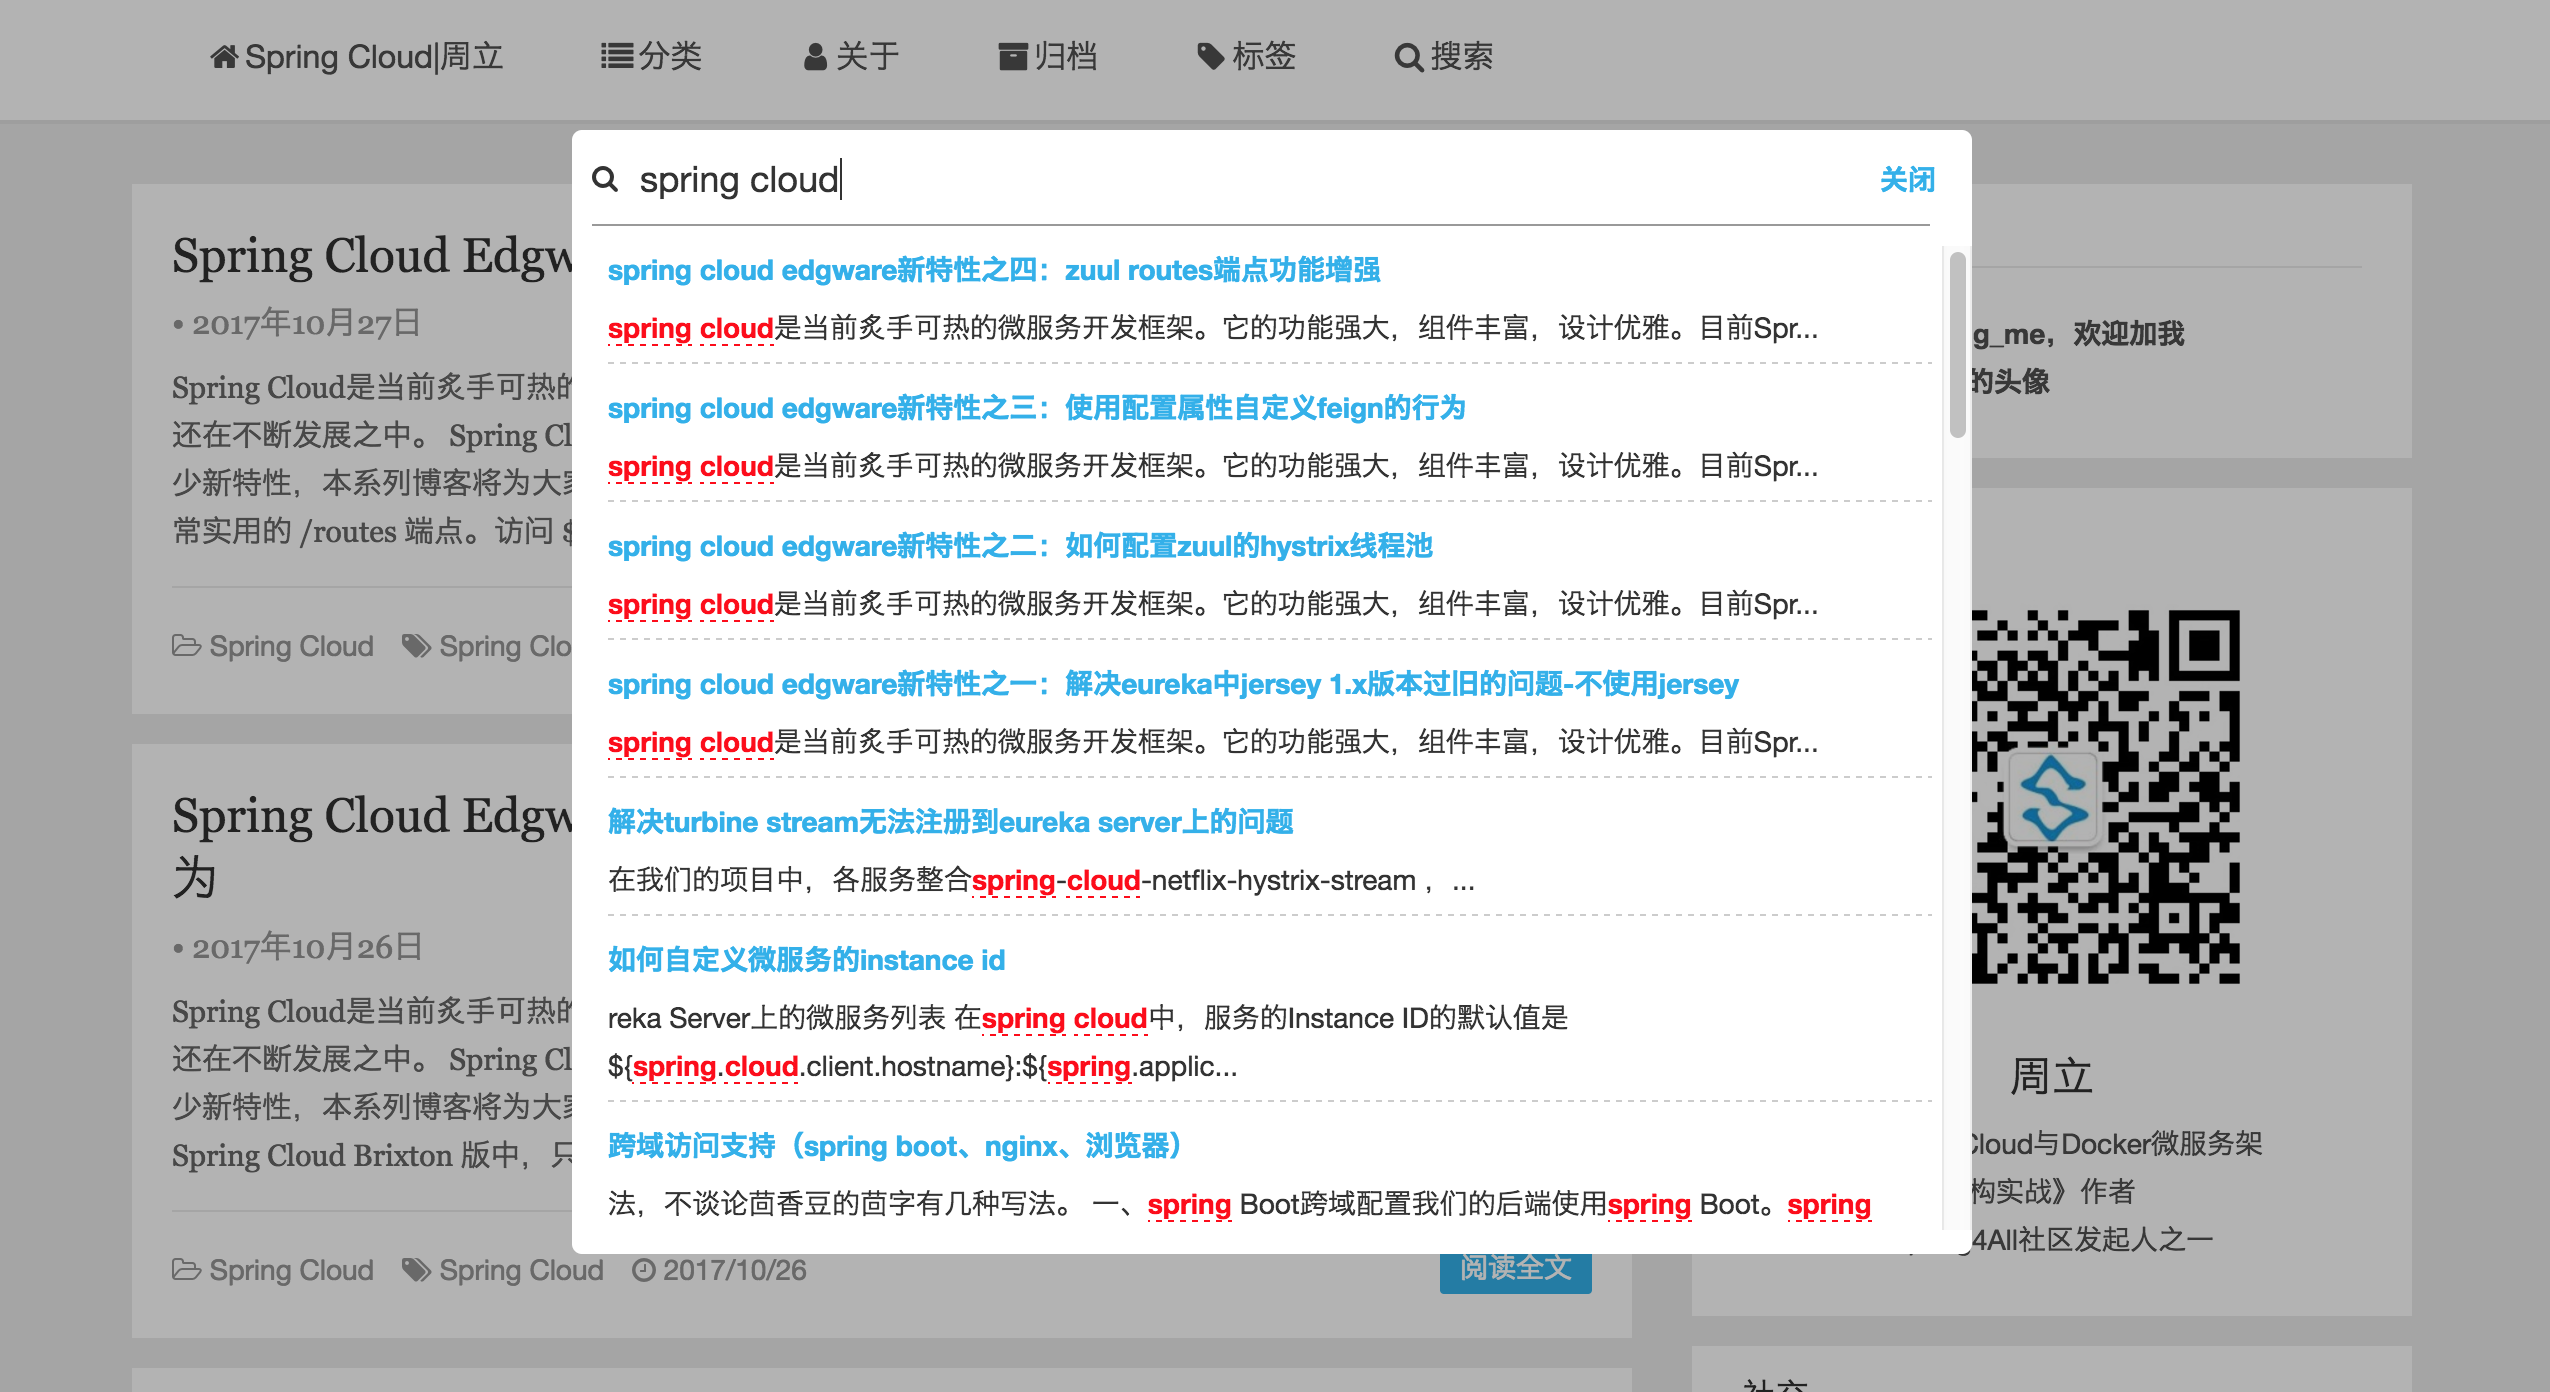 Spring Cloud|周立
分类
关于
归档
标签
搜索
spring cloud
关闭
spring cloud edgware新特性之四：zuul routes端点功能增强
spring cloud是当前炙手可热的微服务开发框架。它的功能强大，组件丰富，设计优雅。目前Spr...
spring cloud edgware新特性之三：使用配置属性自定义feign的行为
spring cloud是当前炙手可热的微服务开发框架。它的功能强大，组件丰富，设计优雅。目前Spr...
spring cloud edgware新特性之二：如何配置zuul的hystrix线程池
spring cloud是当前炙手可热的微服务开发框架。它的功能强大，组件丰富，设计优雅。目前Spr...
spring cloud edgware新特性之一：解决eureka中jersey 1.x版本过旧的问题-不使用jersey
spring cloud是当前炙手可热的微服务开发框架。它的功能强大，组件丰富，设计优雅。目前Spr...
解决turbine stream无法注册到eureka server上的问题
在我们的项目中，各服务整合spring-cloud-netflix-hystrix-stream ，...
如何自定义微服务的instance id
reka Server上的微服务列表 在spring cloud中，服务的Instance ID的默认值是
${spring.cloud.client.hostname}:${spring.applic...
跨域访问支持（spring boot、nginx、浏览器）
法，不谈论茴香豆的茴字有几种写法。 一、spring Boot跨域配置我们的后端使用spring Boot。spring
Spring Cloud Edgw
• 2017年10月27日
Spring Cloud是当前炙手可热的
还在不断发展之中。 Spring Cl
少新特性，本系列博客将为大家
常实用的 /routes 端点。访问 $
Spring Cloud
Spring Clo
Spring Cloud Edgw
为
• 2017年10月26日
Spring Cloud是当前炙手可热的
还在不断发展之中。 Spring Cl
少新特性，本系列博客将为大家
Spring Cloud Brixton 版中，只
Spring Cloud
Spring Cloud
2017/10/26
阅读全文
g_me，欢迎加我
的头像
周立
Cloud与Docker微服务架
构实战》作者
4All社区发起人之一
社交